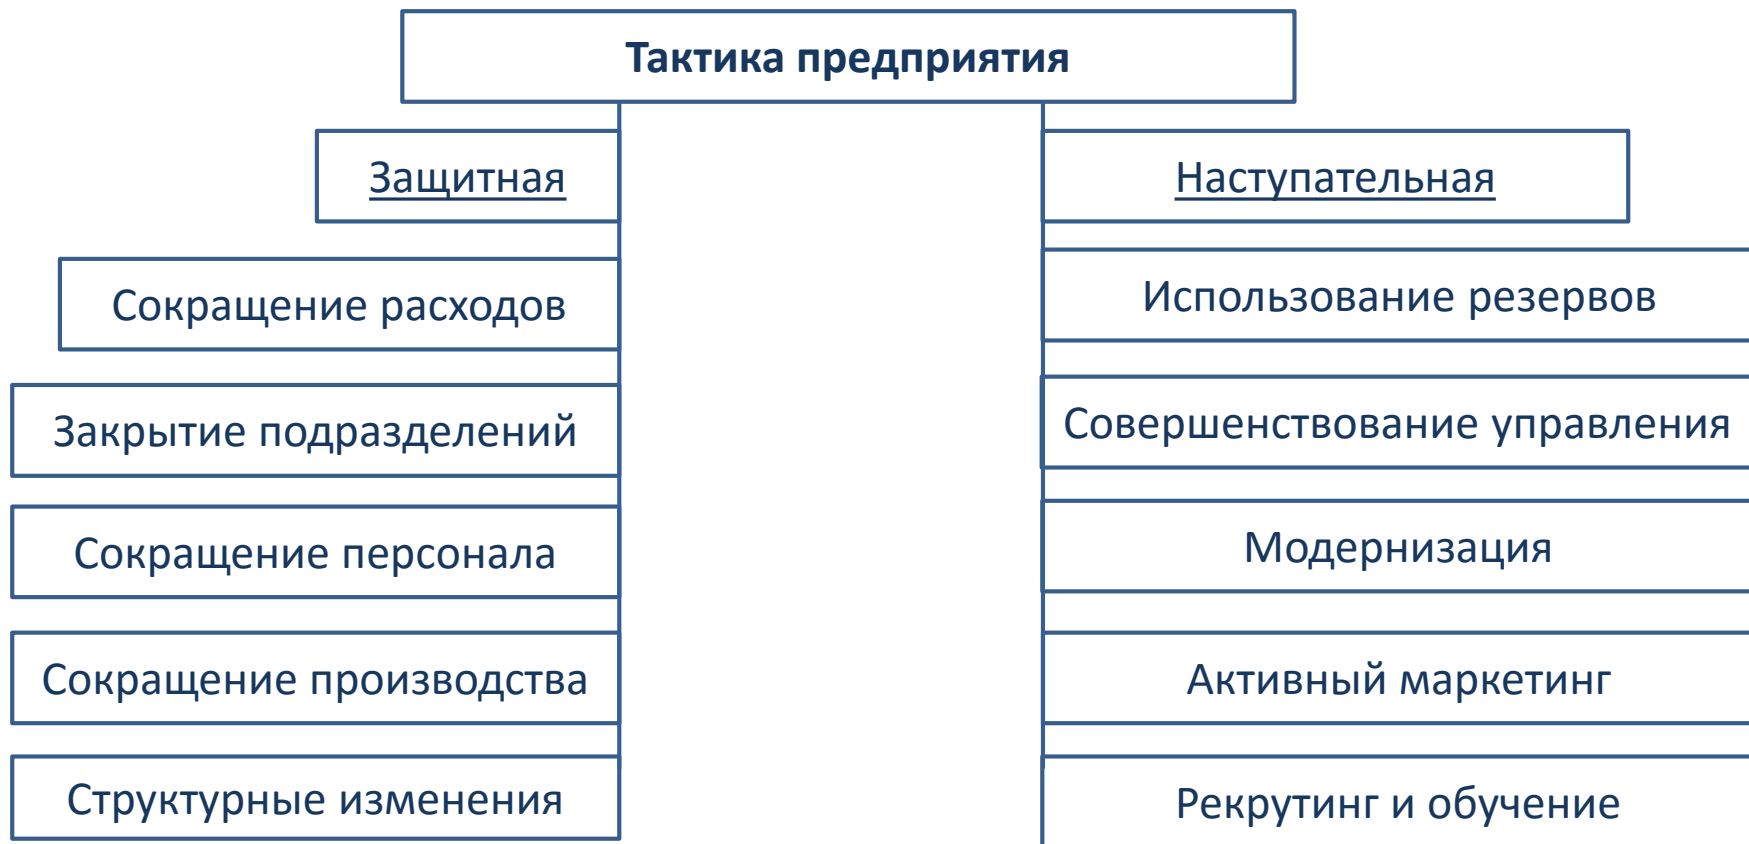 Тактика предприятия
Защитная
Сокращение расходов
Закрытие подразделений
Сокращение персонала
Сокращение производства
Структурные изменения
Наступательная
Использование резервов
Совершенствование управления
Модернизация
Активный маркетинг
Рекрутинг и обучение